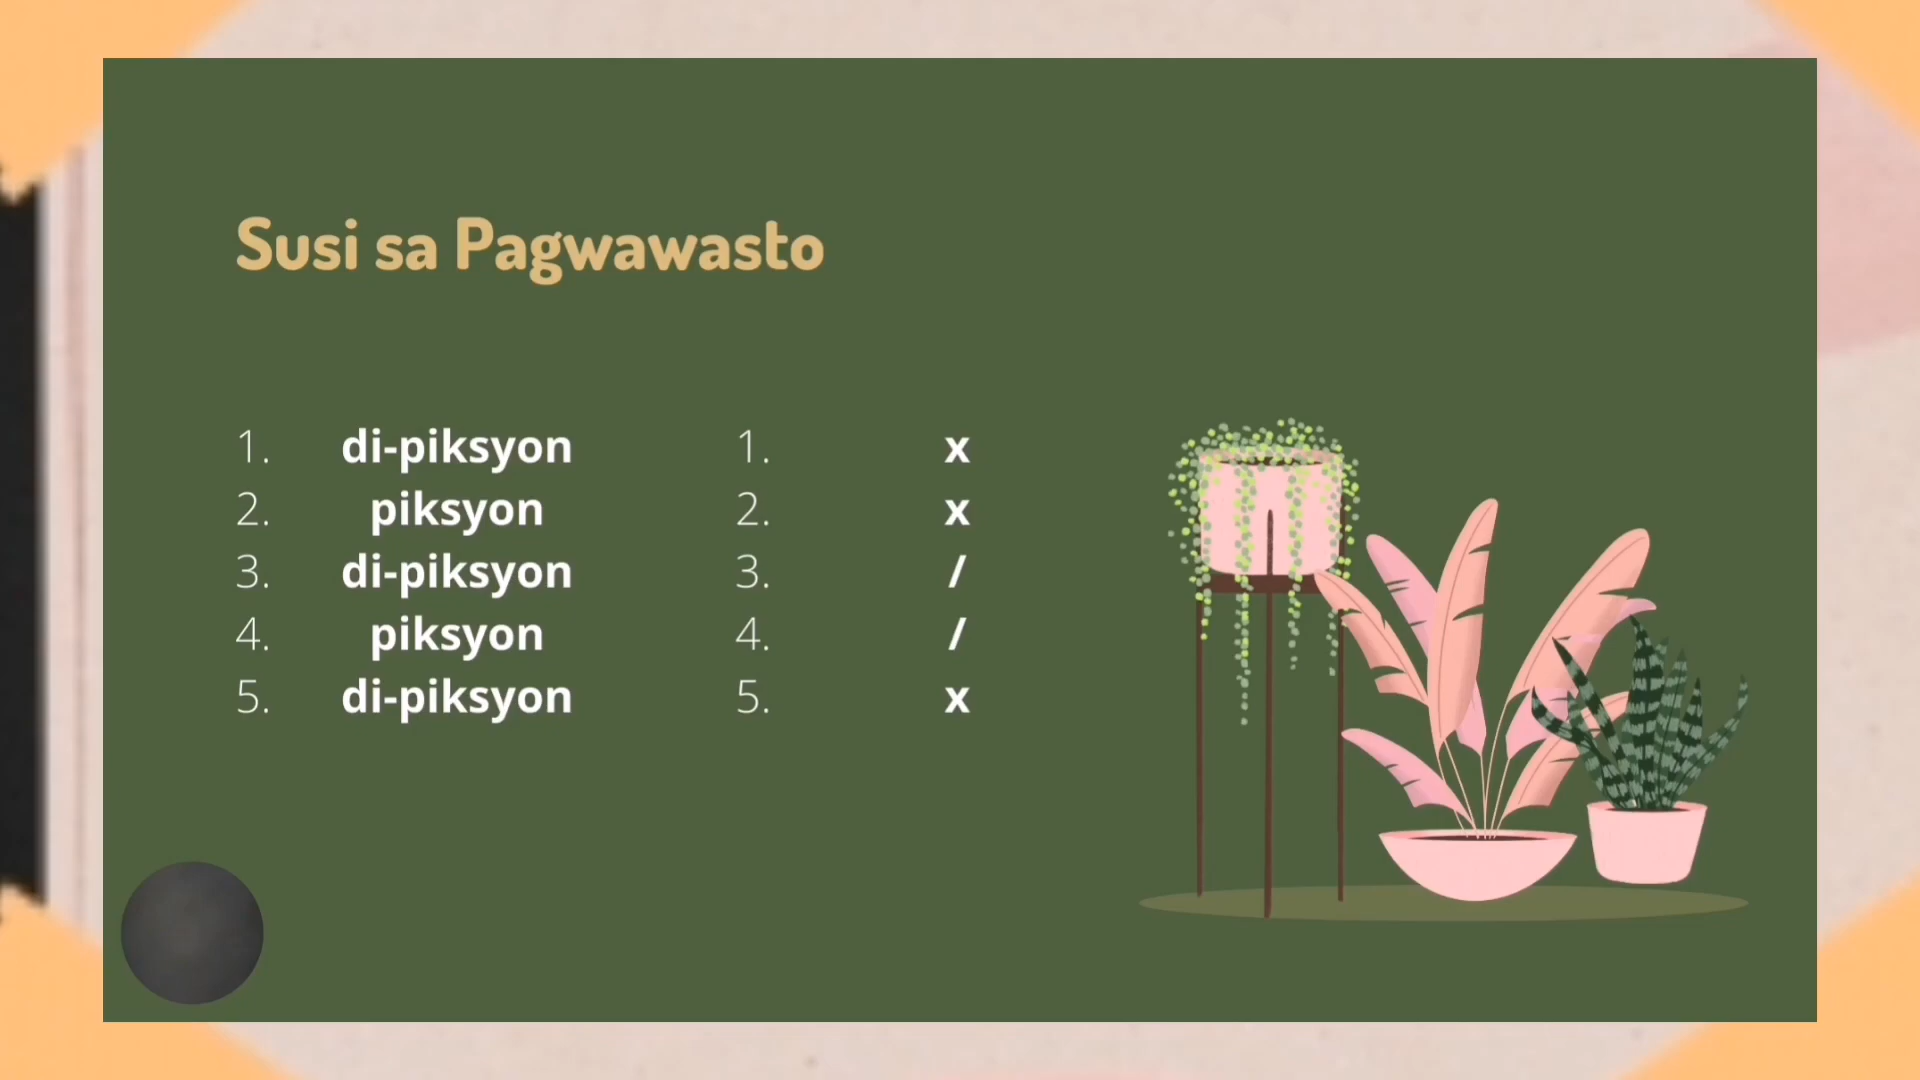 Susi sa Pagwawasto
1. di-piksyon
2. piksyon
3. di-piksyon
4. piksyon
5. di-piksyon
1. x
2. x
3. /
4. /
5. x